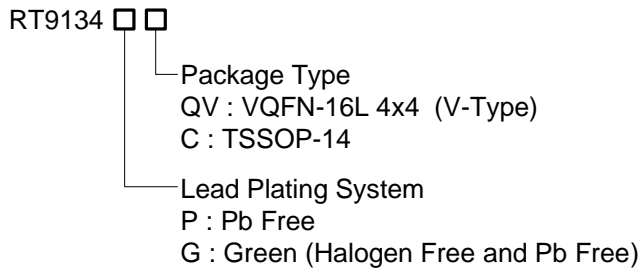 RT9134 □ □
Package Type
QV : VQFN-16L 4x4 (V-Type)
C : TSSOP-14
Lead Plating System
P : Pb Free
G : Green (Halogen Free and Pb Free)